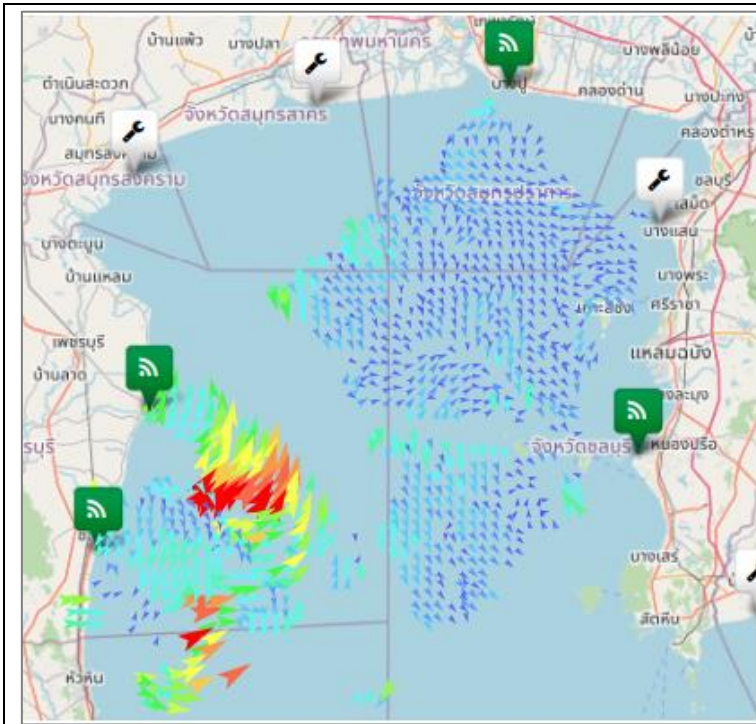 บ้านแพ้ว
บางปลา
ดำเนินสะดวก
บางคนที
จังหวัดสมุทรสาคร
จังหวัดสมุทรสงคราม
บางปู
คลองด่าน
บางพลีน้อย
บางปะกง
ชลบุรี
เสม็ด
บางแสน
จังหวัดสมุทรปราการ
บางตะบูน
บ้านแหลม
บางพระ
ศรีราชา
เพชรบุรี
บ้านลาด
แหลมฉบัง
จังหวัดชลบุรี
หนองปรือ
บางเสร่
สัตหีบ
หัวหิน